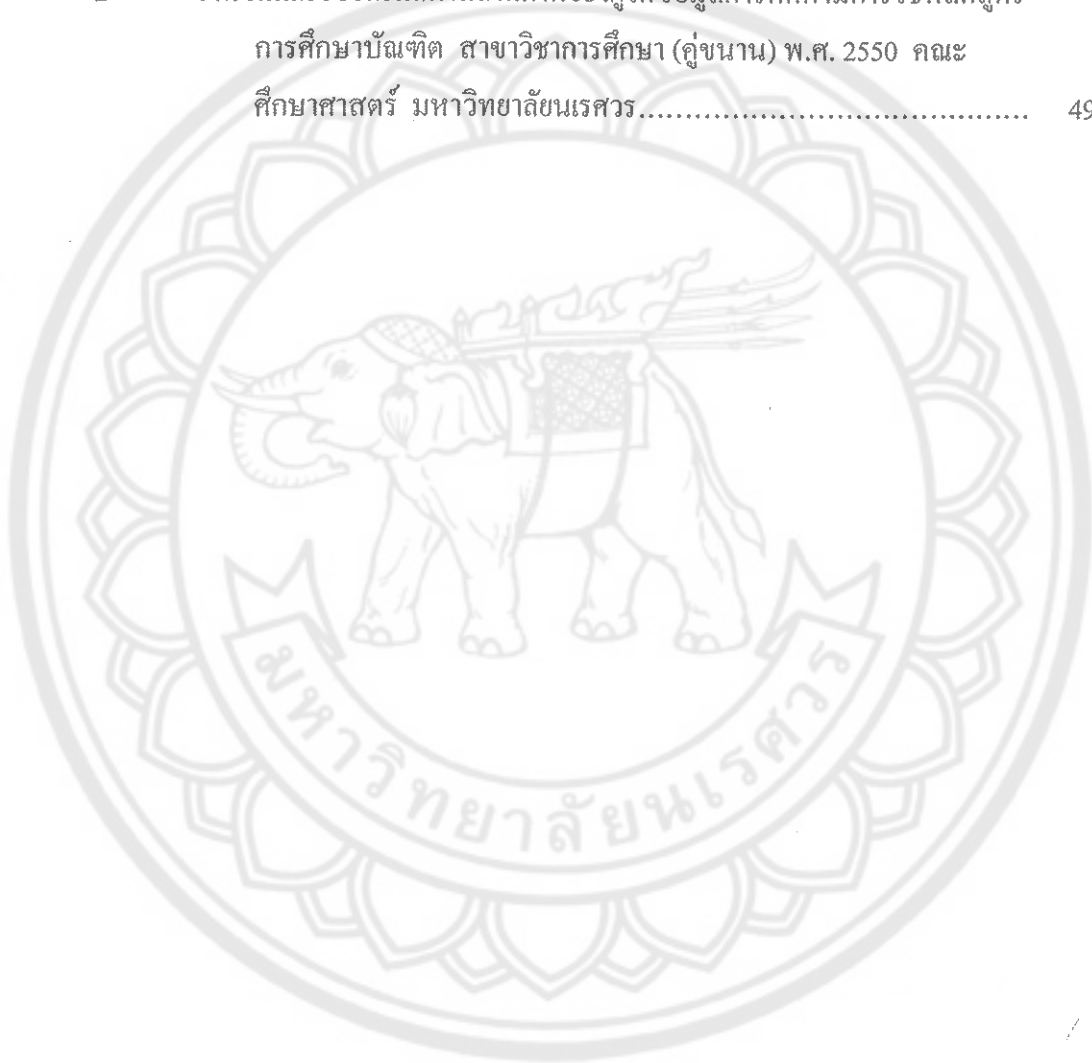 การศึกษาบัณฑิต สาขาวิชาการศึกษา (คู่ขนาน) พ.ศ. 2550 คณะ
ศึกษาศาสตร์ มหาวิทยาลัยนเรศวร........................................... 49
มหาวิทยาลัยนเรศวร